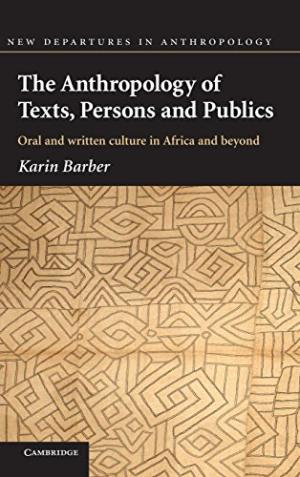 NEW DEPARTURES IN ANTHROPOLOGY
The Anthropology of
Texts, Persons and Publics
Oral and written culture in Africa and beyond
Karin Barber
CAMBRIDGE